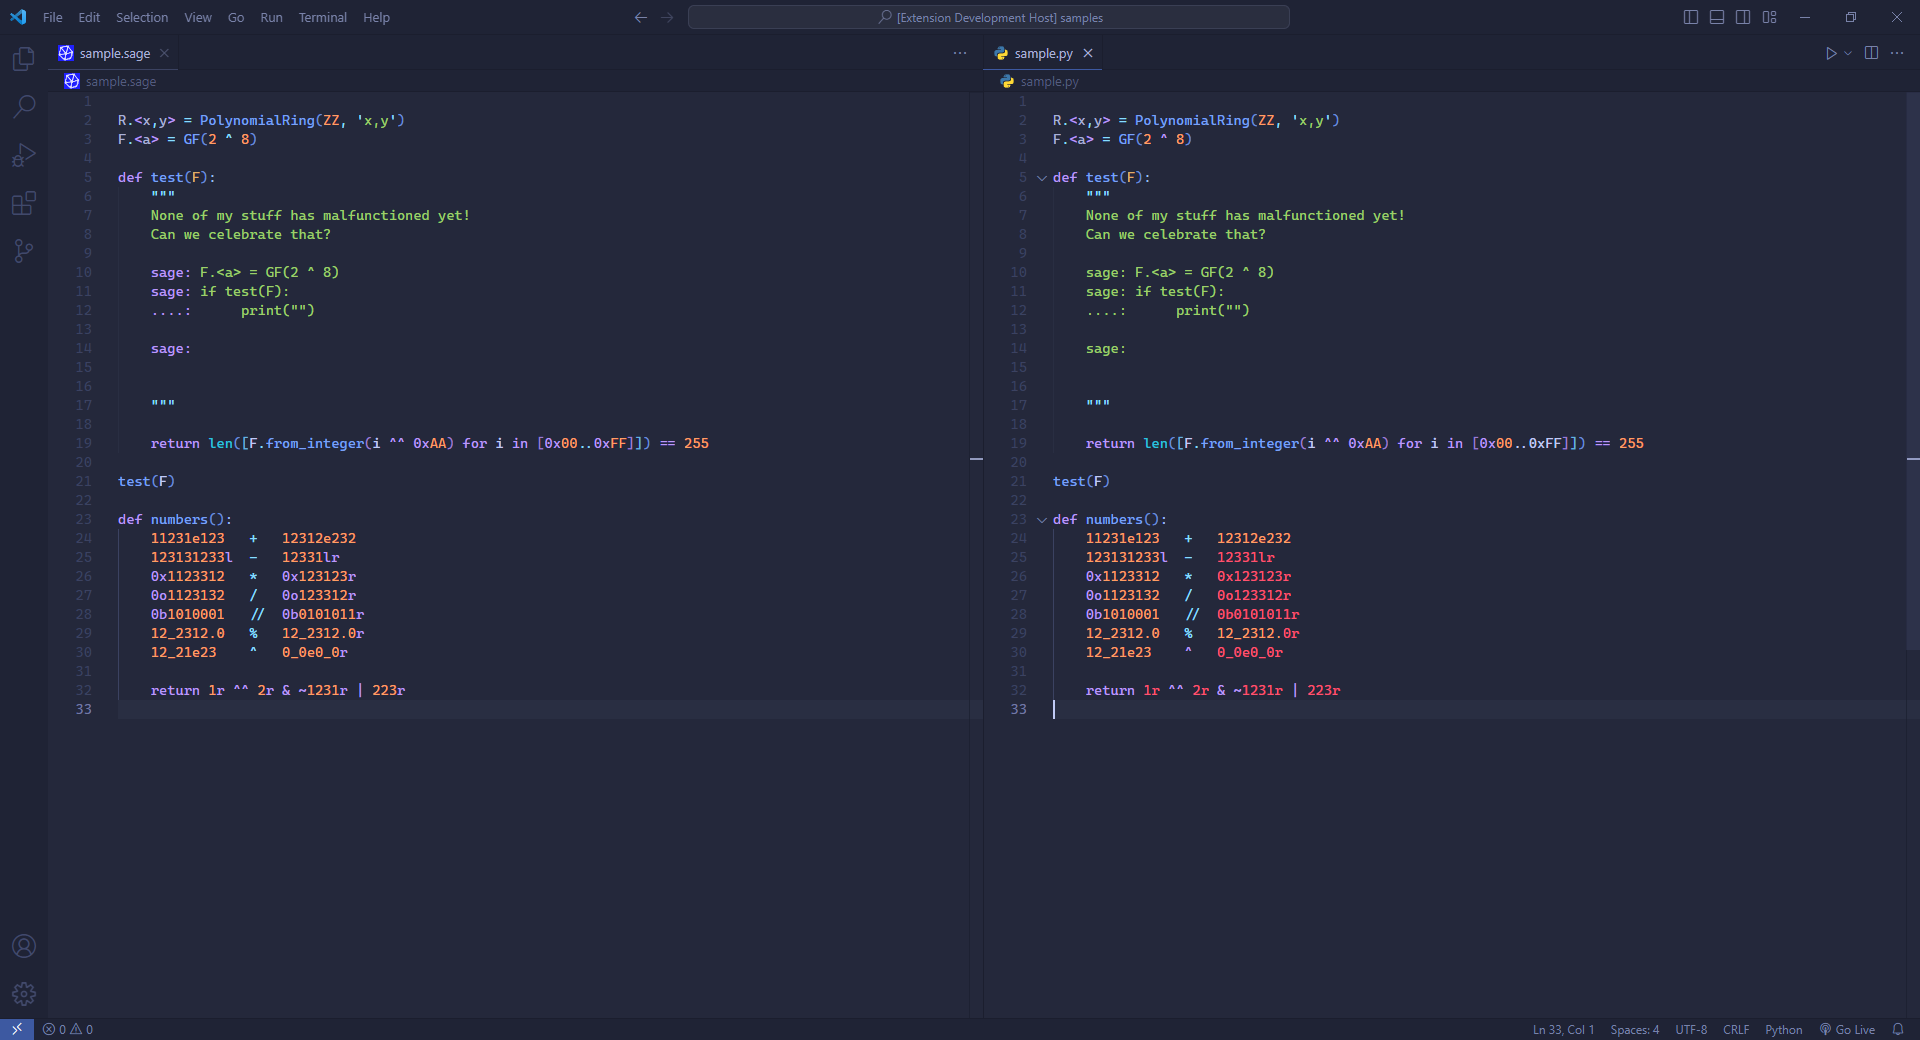 File Edit Selection View Go Run Terminal Help
[Extension Development Host] samples
sample.sage
sample.sage
1
2 R.<x,y> = PolynomialRing(ZZ, 'x,y')
3 F.<a> = GF(2 ^ 8)
4
5 def test(F):
6 """
7 None of my stuff has malfunctioned yet!
8 Can we celebrate that?
9
10 sage: F.<a> = GF(2 ^ 8)
11 sage: if test(F):
12 ....:      print("")
13
14 sage:
15
16
17 """
18
19 return len([F.from_integer(i ^^ 0xAA) for i in [0x00..0xFF]]) == 255
20
21 test(F)
22
23 def numbers():
24 11231e123   +   12312e232
25 123131233l  -   12331lr
26 0x1123312   *   0x123123r
27 0o1123132   /   0o123312r
28 0b1010001   //  0b0101011r
29 12_2312.0   %   12_2312.0r
30 12_21e23    ^   0_0e0_0r
31
32 return 1r ^^ 2r & ~1231r | 223r
33
sample.py
sample.py
1
2 R.<x,y> = PolynomialRing(ZZ, 'x,y')
3 F.<a> = GF(2 ^ 8)
4
5 def test(F):
6 """
7 None of my stuff has malfunctioned yet!
8 Can we celebrate that?
9
10 sage: F.<a> = GF(2 ^ 8)
11 sage: if test(F):
12 ....:      print("")
13
14 sage:
15
16
17 """
18
19 return len([F.from_integer(i ^^ 0xAA) for i in [0x00..0xFF]]) == 255
20
21 test(F)
22
23 def numbers():
24 11231e123   +   12312e232
25 123131233l  -   12331lr
26 0x1123312   *   0x123123r
27 0o1123132   /   0o123312r
28 0b1010001   //  0b0101011r
29 12_2312.0   %   12_2312.0r
30 12_21e23    ^   0_0e0_0r
31
32 return 1r ^^ 2r & ~1231r | 223r
33
0 0
Ln 33, Col 1 Spaces: 4 UTF-8 CRLF Python Go Live